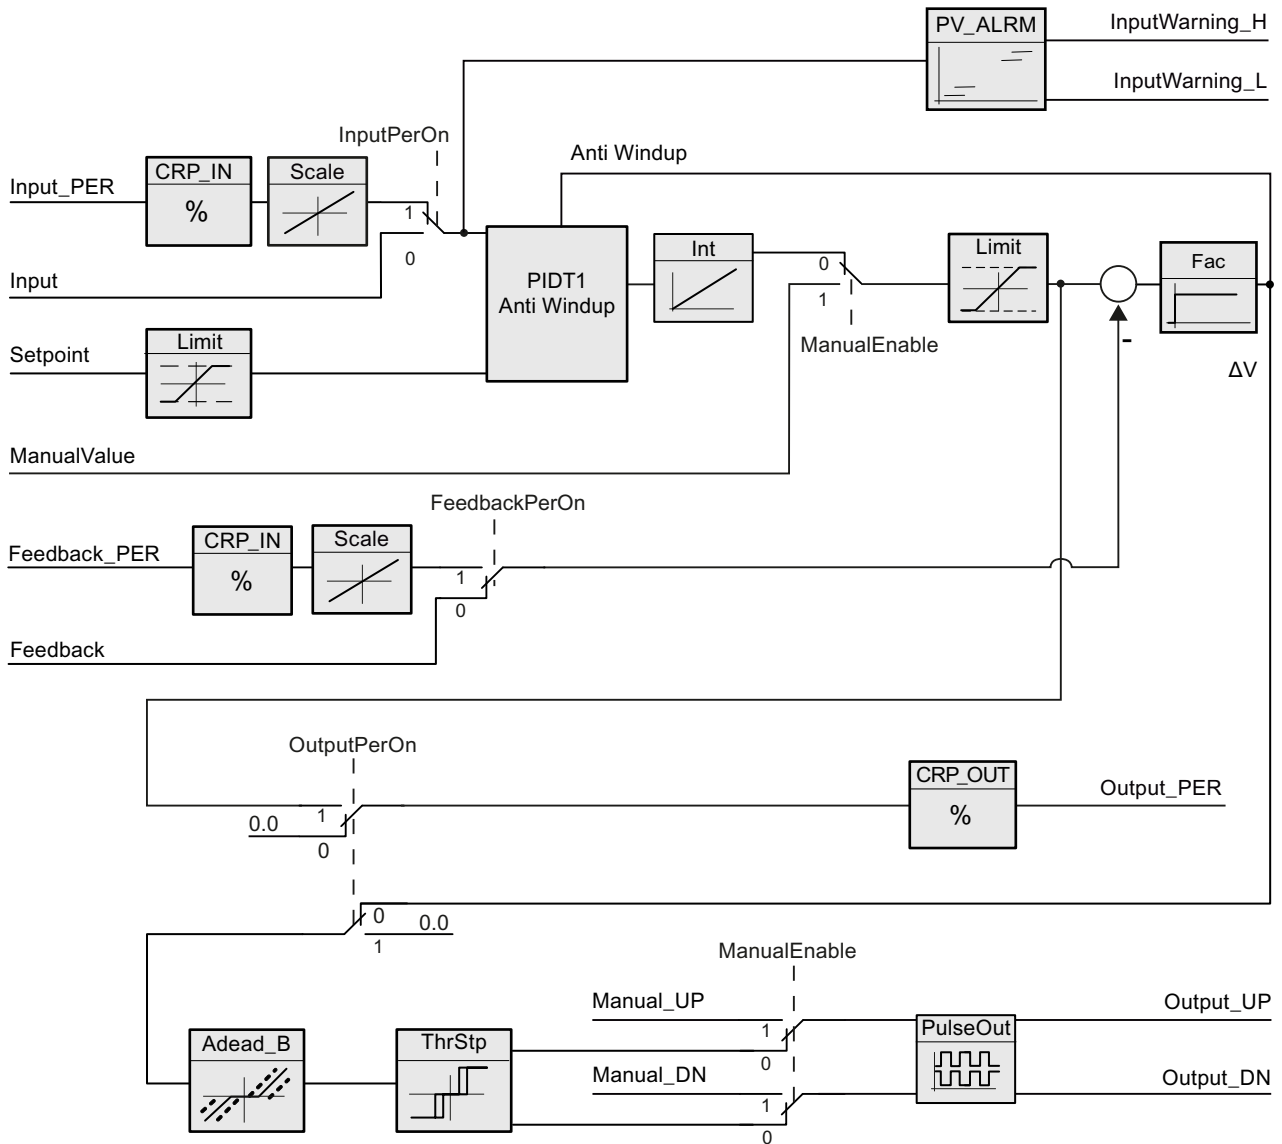 PV_ALRM
InputWarning_H
InputWarning_L
InputPerOn
Anti Windup
Input_PER
CRP_IN
%
Scale
1
0
Input
PIDT1
Anti Windup
Int
0
1
ManualEnable
Limit
Fac
-
ΔV
Setpoint
Limit
ManualValue
FeedbackPerOn
Feedback_PER
CRP_IN
%
Scale
1
0
Feedback
OutputPerOn
1
0.0
0
CRP_OUT
%
Output_PER
0
0.0
1
ManualEnable
Manual_UP
1
0
PulseOut
Output_UP
Adead_B
ThrStp
Manual_DN
1
0
Output_DN